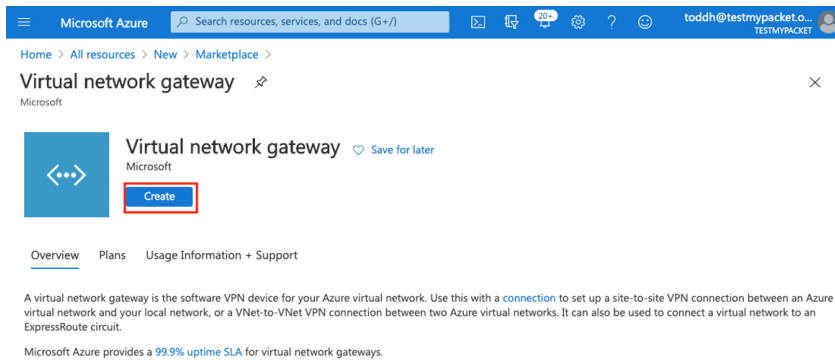 Microsoft Azure
Search resources, services, and docs (G+/)
20+
toddh@testmypacket.o...
TESTMYPACKET
Home > All resources > New > Marketplace >
Virtual network gateway
Microsoft
Virtual network gateway
Save for later
Microsoft
Create
Overview Plans Usage Information + Support
A virtual network gateway is the software VPN device for your Azure virtual network. Use this with a connection to set up a site-to-site VPN connection between an Azure
virtual network and your local network, or a VNet-to-VNet VPN connection between two Azure virtual networks. It can also be used to connect a virtual network to an
ExpressRoute circuit.
Microsoft Azure provides a 99.9% uptime SLA for virtual network gateways.